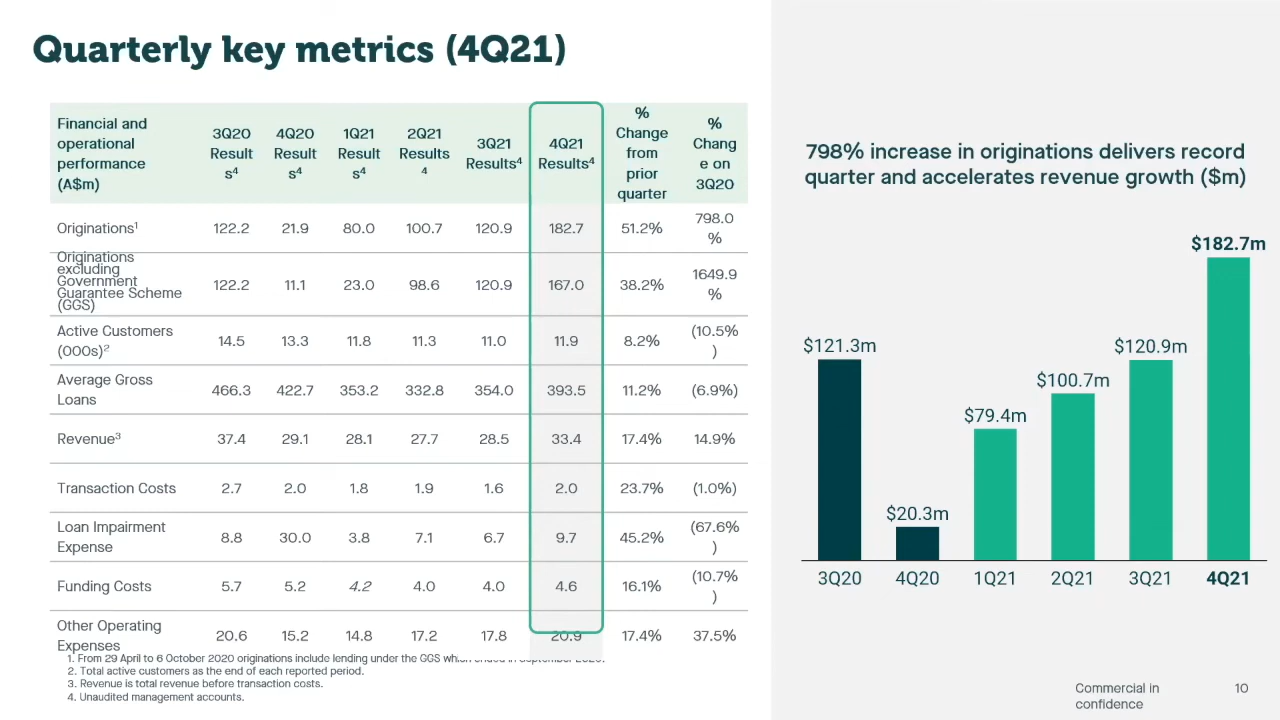 Quarterly key metrics (4Q21)
Financial and operational performance (A$m) 3Q20 Results⁴ 4Q20 Results⁴ 1Q21 Results⁴ 2Q21 Results⁴ 3Q21 Results⁴ 4Q21 Results⁴ % Change from prior quarter % Change on 3Q20
Originations¹ 122.2 21.9 80.0 100.7 120.9 182.7 51.2% 798.0%
Originations excluding Government Guarantee Scheme (GGS) 122.2 11.1 23.0 98.6 120.9 167.0 38.2% 1649.9%
Active Customers (000s)² 14.5 13.3 11.8 11.3 11.0 11.9 8.2% (10.5%)
Average Gross Loans 466.3 422.7 353.2 332.8 354.0 393.5 11.2% (6.9%)
Revenue³ 37.4 29.1 28.1 27.7 28.5 33.4 17.4% 14.9%
Transaction Costs 2.7 2.0 1.8 1.9 1.6 2.0 23.7% (1.0%)
Loan Impairment Expense 8.8 30.0 3.8 7.1 6.7 9.7 45.2% (67.6%)
Funding Costs 5.7 5.2 4.2 4.0 4.0 4.6 16.1% (10.7%)
Other Operating Expenses 20.6 15.2 14.8 17.2 17.8 20.9 17.4% 37.5%
1. From 29 April to 6 October 2020 originations include lending under the GGS which ended in September 2020.
2. Total active customers as the end of each reported period.
3. Revenue is total revenue before transaction costs.
4. Unaudited management accounts.
798% increase in originations delivers record
quarter and accelerates revenue growth ($m)
$121.3m $20.3m $79.4m $100.7m $120.9m $182.7m
3Q20 4Q20 1Q21 2Q21 3Q21 4Q21
Commercial in
confidence
10